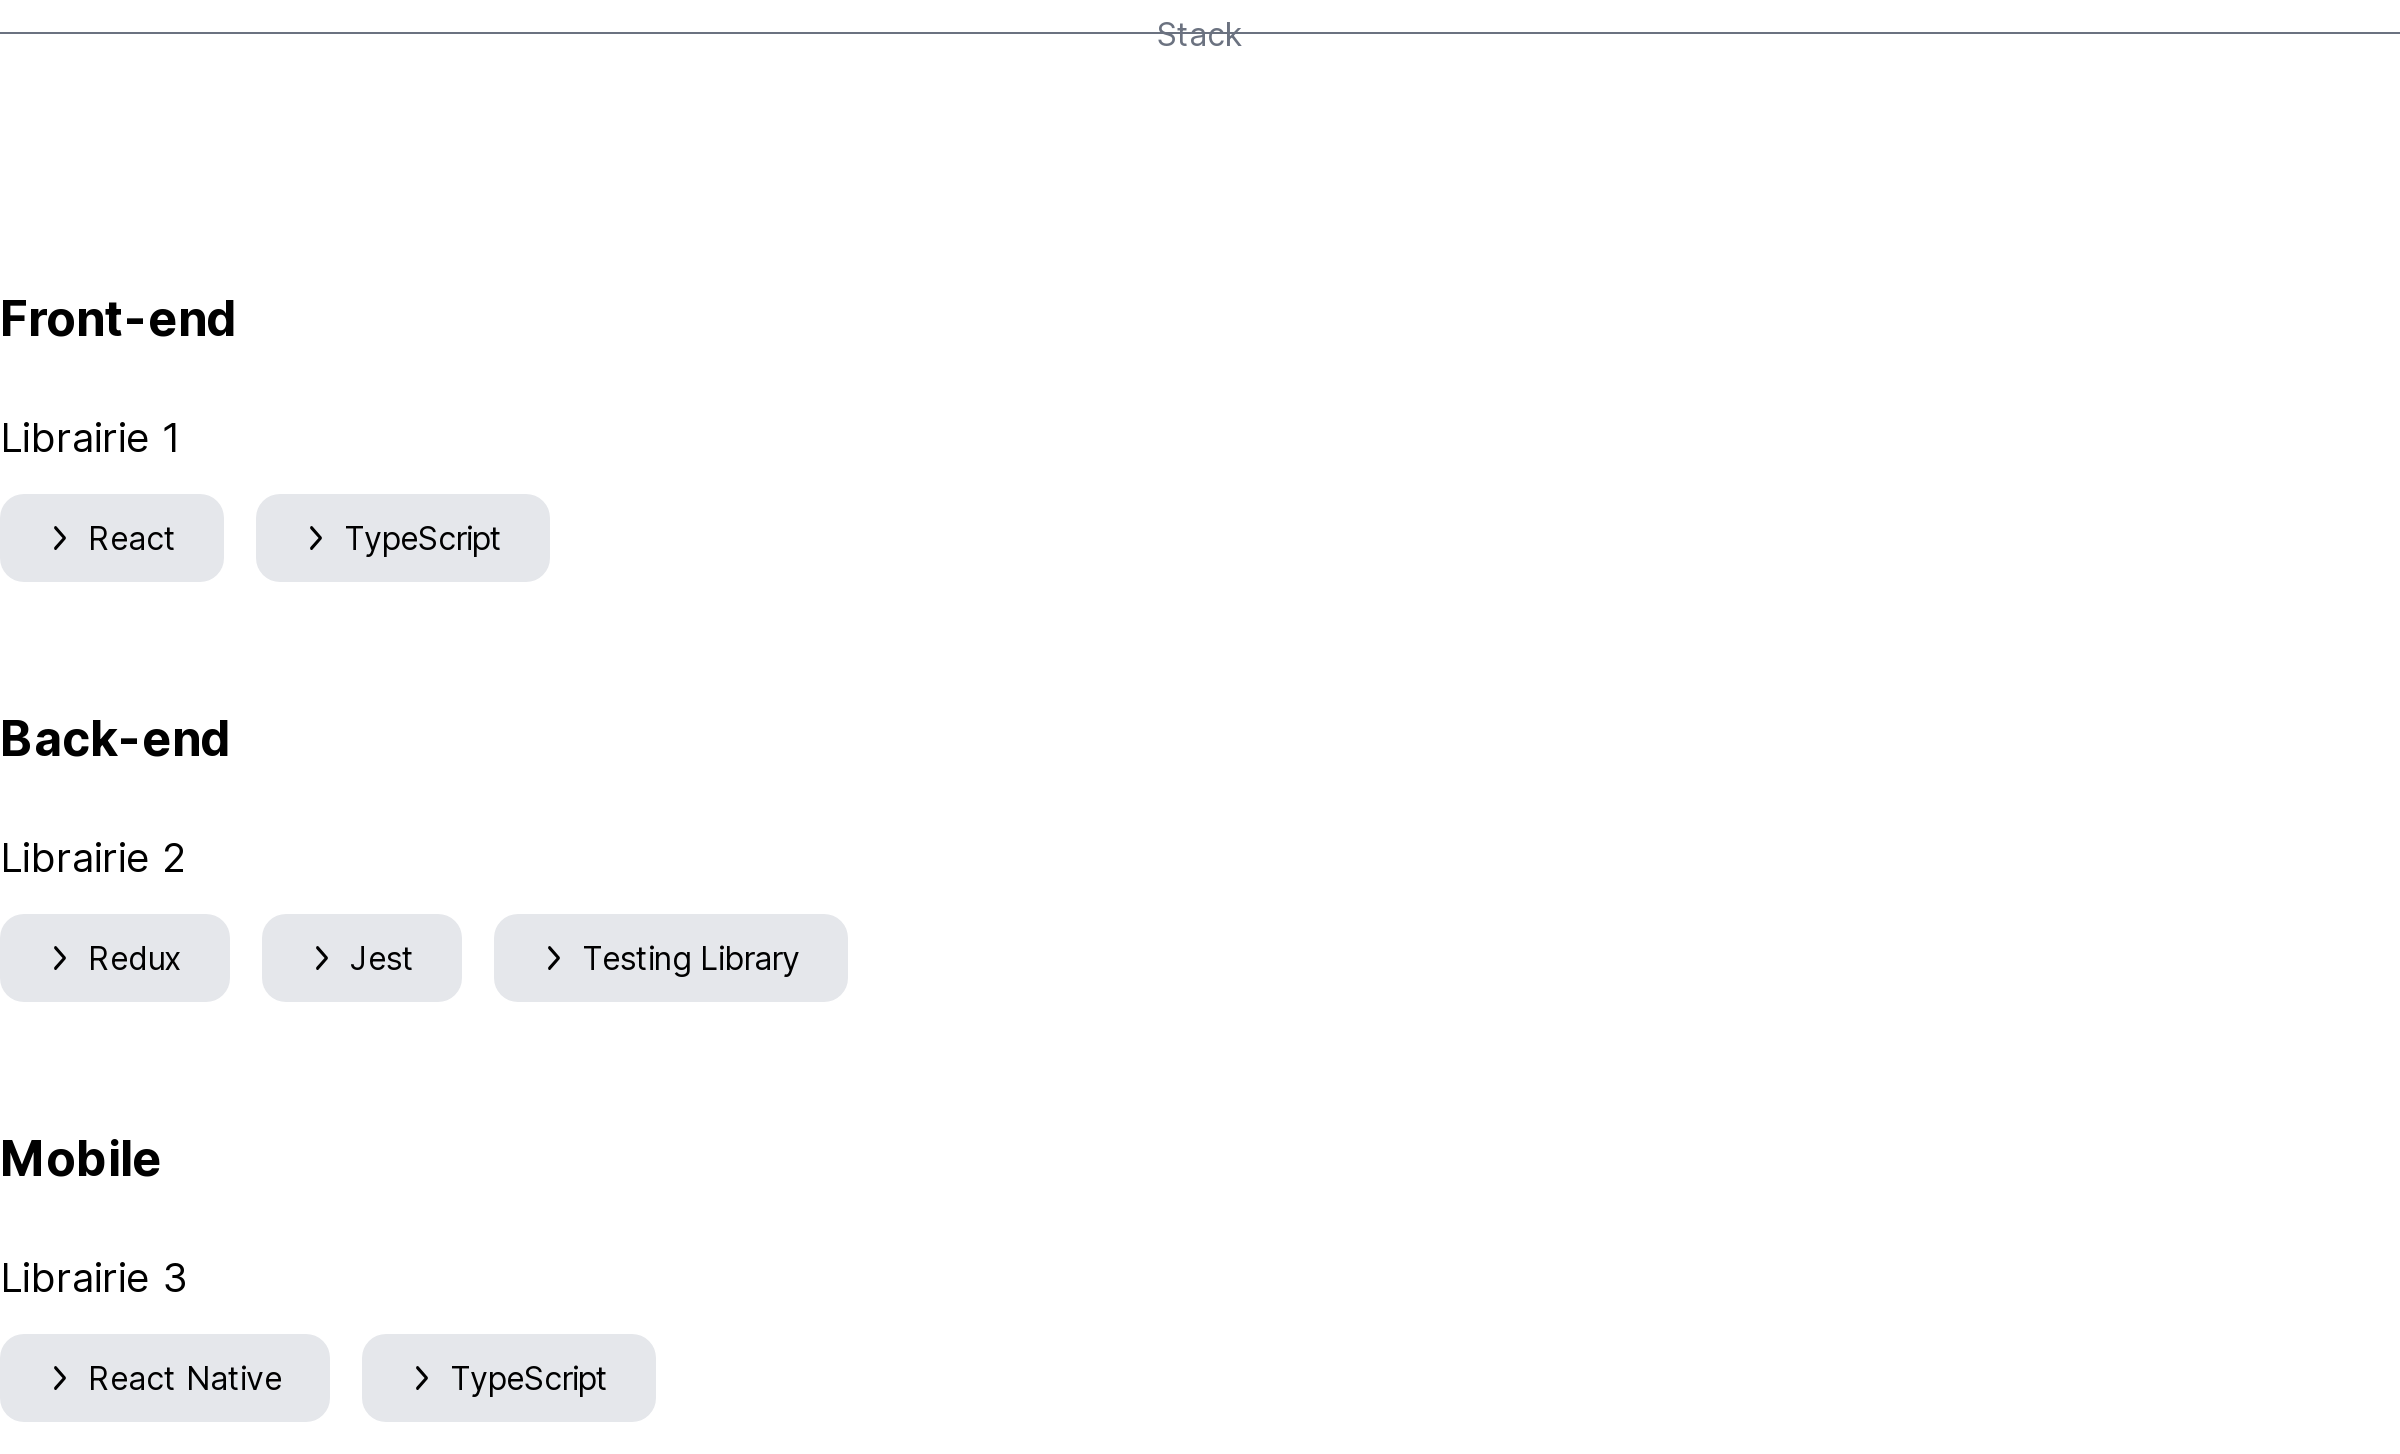 Stack
Front-end
Librairie 1
React TypeScript
Back-end
Librairie 2
Redux Jest Testing Library
Mobile
Librairie 3
React Native TypeScript